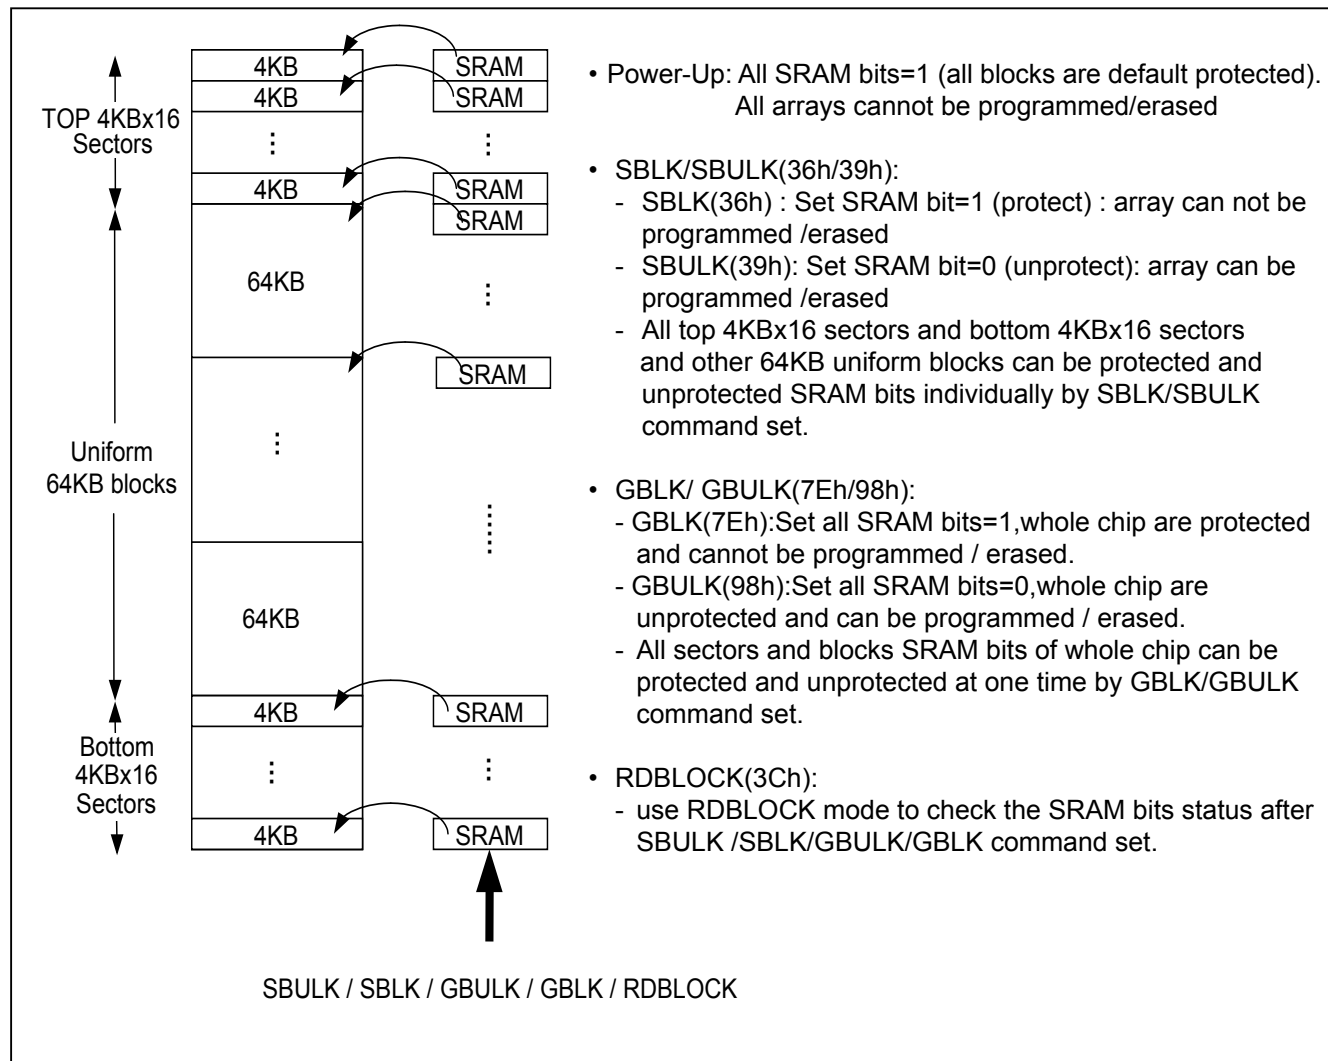 4KB
SRAM
4KB
SRAM
TOP 4KBx16
Sectors
4KB
SRAM
SRAM
64KB
SRAM
Uniform
64KB blocks
64KB
4KB
SRAM
Bottom
4KBx16
Sectors
4KB
SRAM
SBULK / SBLK / GBULK / GBLK / RDBLOCK
• Power-Up: All SRAM bits=1 (all blocks are default protected).
All arrays cannot be programmed/erased
• SBLK/SBULK(36h/39h):
- SBLK(36h) : Set SRAM bit=1 (protect) : array can not be
programmed /erased
- SBULK(39h): Set SRAM bit=0 (unprotect): array can be
programmed /erased
- All top 4KBx16 sectors and bottom 4KBx16 sectors
and other 64KB uniform blocks can be protected and
unprotected SRAM bits individually by SBLK/SBULK
command set.
• GBLK/ GBULK(7Eh/98h):
- GBLK(7Eh):Set all SRAM bits=1,whole chip are protected
and cannot be programmed / erased.
- GBULK(98h):Set all SRAM bits=0,whole chip are
unprotected and can be programmed / erased.
- All sectors and blocks SRAM bits of whole chip can be
protected and unprotected at one time by GBLK/GBULK
command set.
• RDBLOCK(3Ch):
- use RDBLOCK mode to check the SRAM bits status after
SBULK /SBLK/GBULK/GBLK command set.